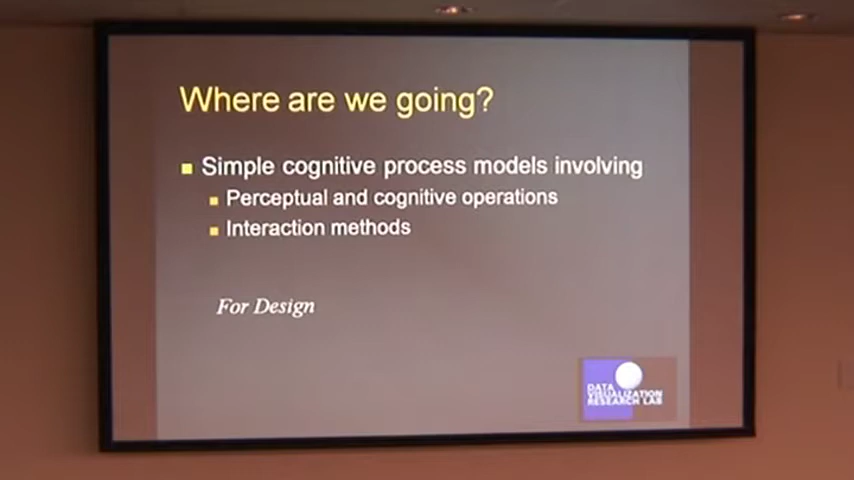 Where are we going?
Simple cognitive process models involving
Perceptual and cognitive operations
Interaction methods
For Design
DATA
VISUALIZATION
RESEARCH LAB